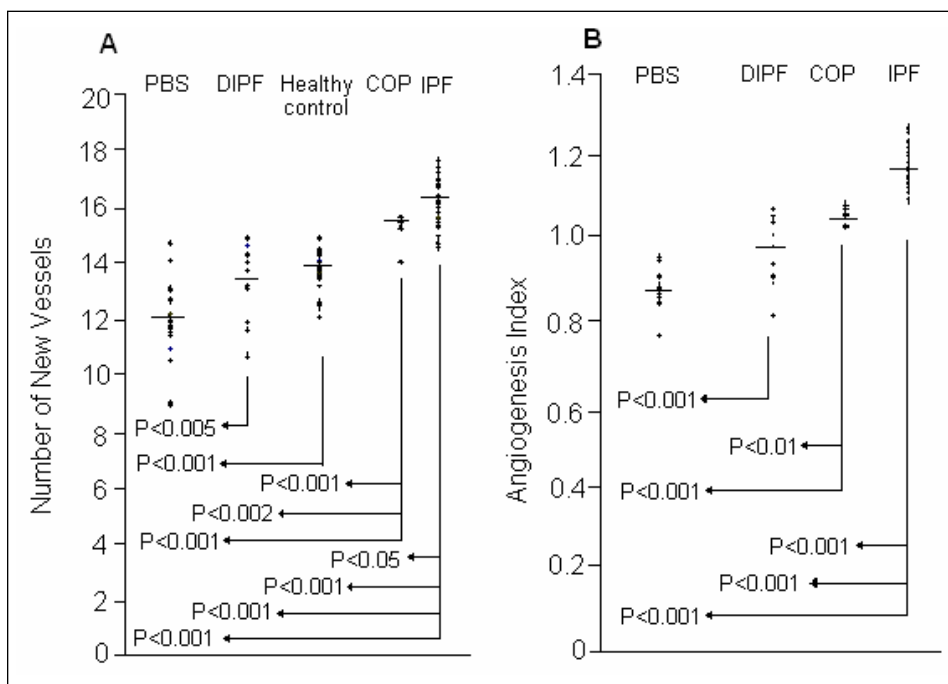 A
PBS DIPF Healthy control COP IPF
Number of New Vessels
20
18
16
14
12
10
8
6
4
2
0
P<0.005
P<0.001
P<0.001
P<0.002
P<0.001
P<0.05
P<0.001
P<0.001
P<0.001
B
PBS DIPF COP IPF
Angiogenesis Index
1.4
1.2
1.0
0.8
0.6
0.4
0.2
0
P<0.001
P<0.01
P<0.001
P<0.001
P<0.001
P<0.001